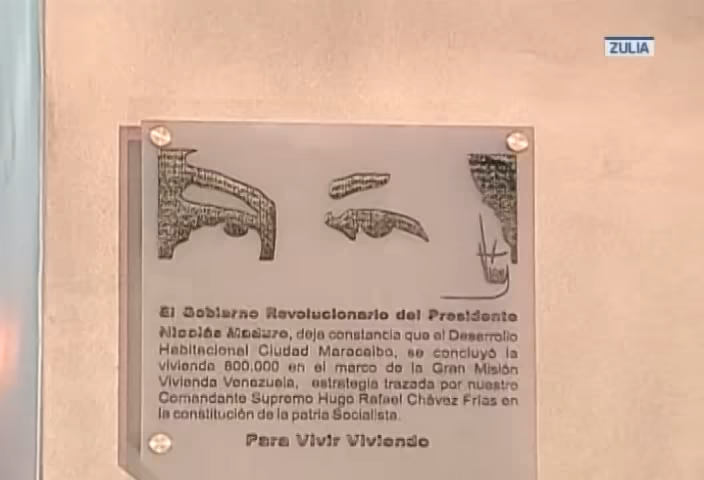 ZULIA
El Gobierno Revolucionario del Presidente
Nicolás Maduro, deja constancia que el Desarrollo
Habitacional Ciudad Maracaibo, se concluyó la
vivienda 800.000 en el marco de la Gran Misión
Vivienda Venezuela, estrategia trazada por nuestro
Comandante Supremo Hugo Rafael Chávez Frías en
la constitución de la patria Socialista.
Para Vivir Viviendo